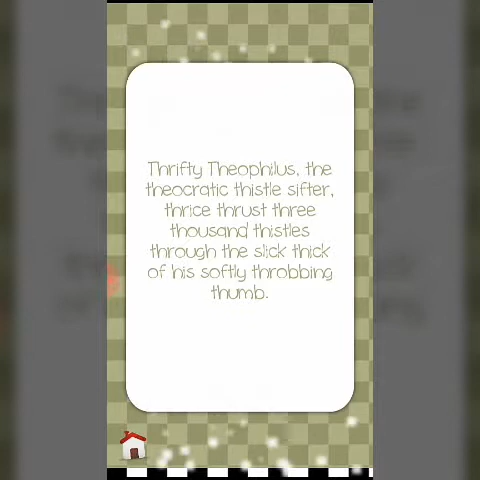 Thrifty Theophilus, the
theocratic thistle sifter,
thrice thrust three
thousand thistles
through the slick thick
of his softly throbbing
thumb.